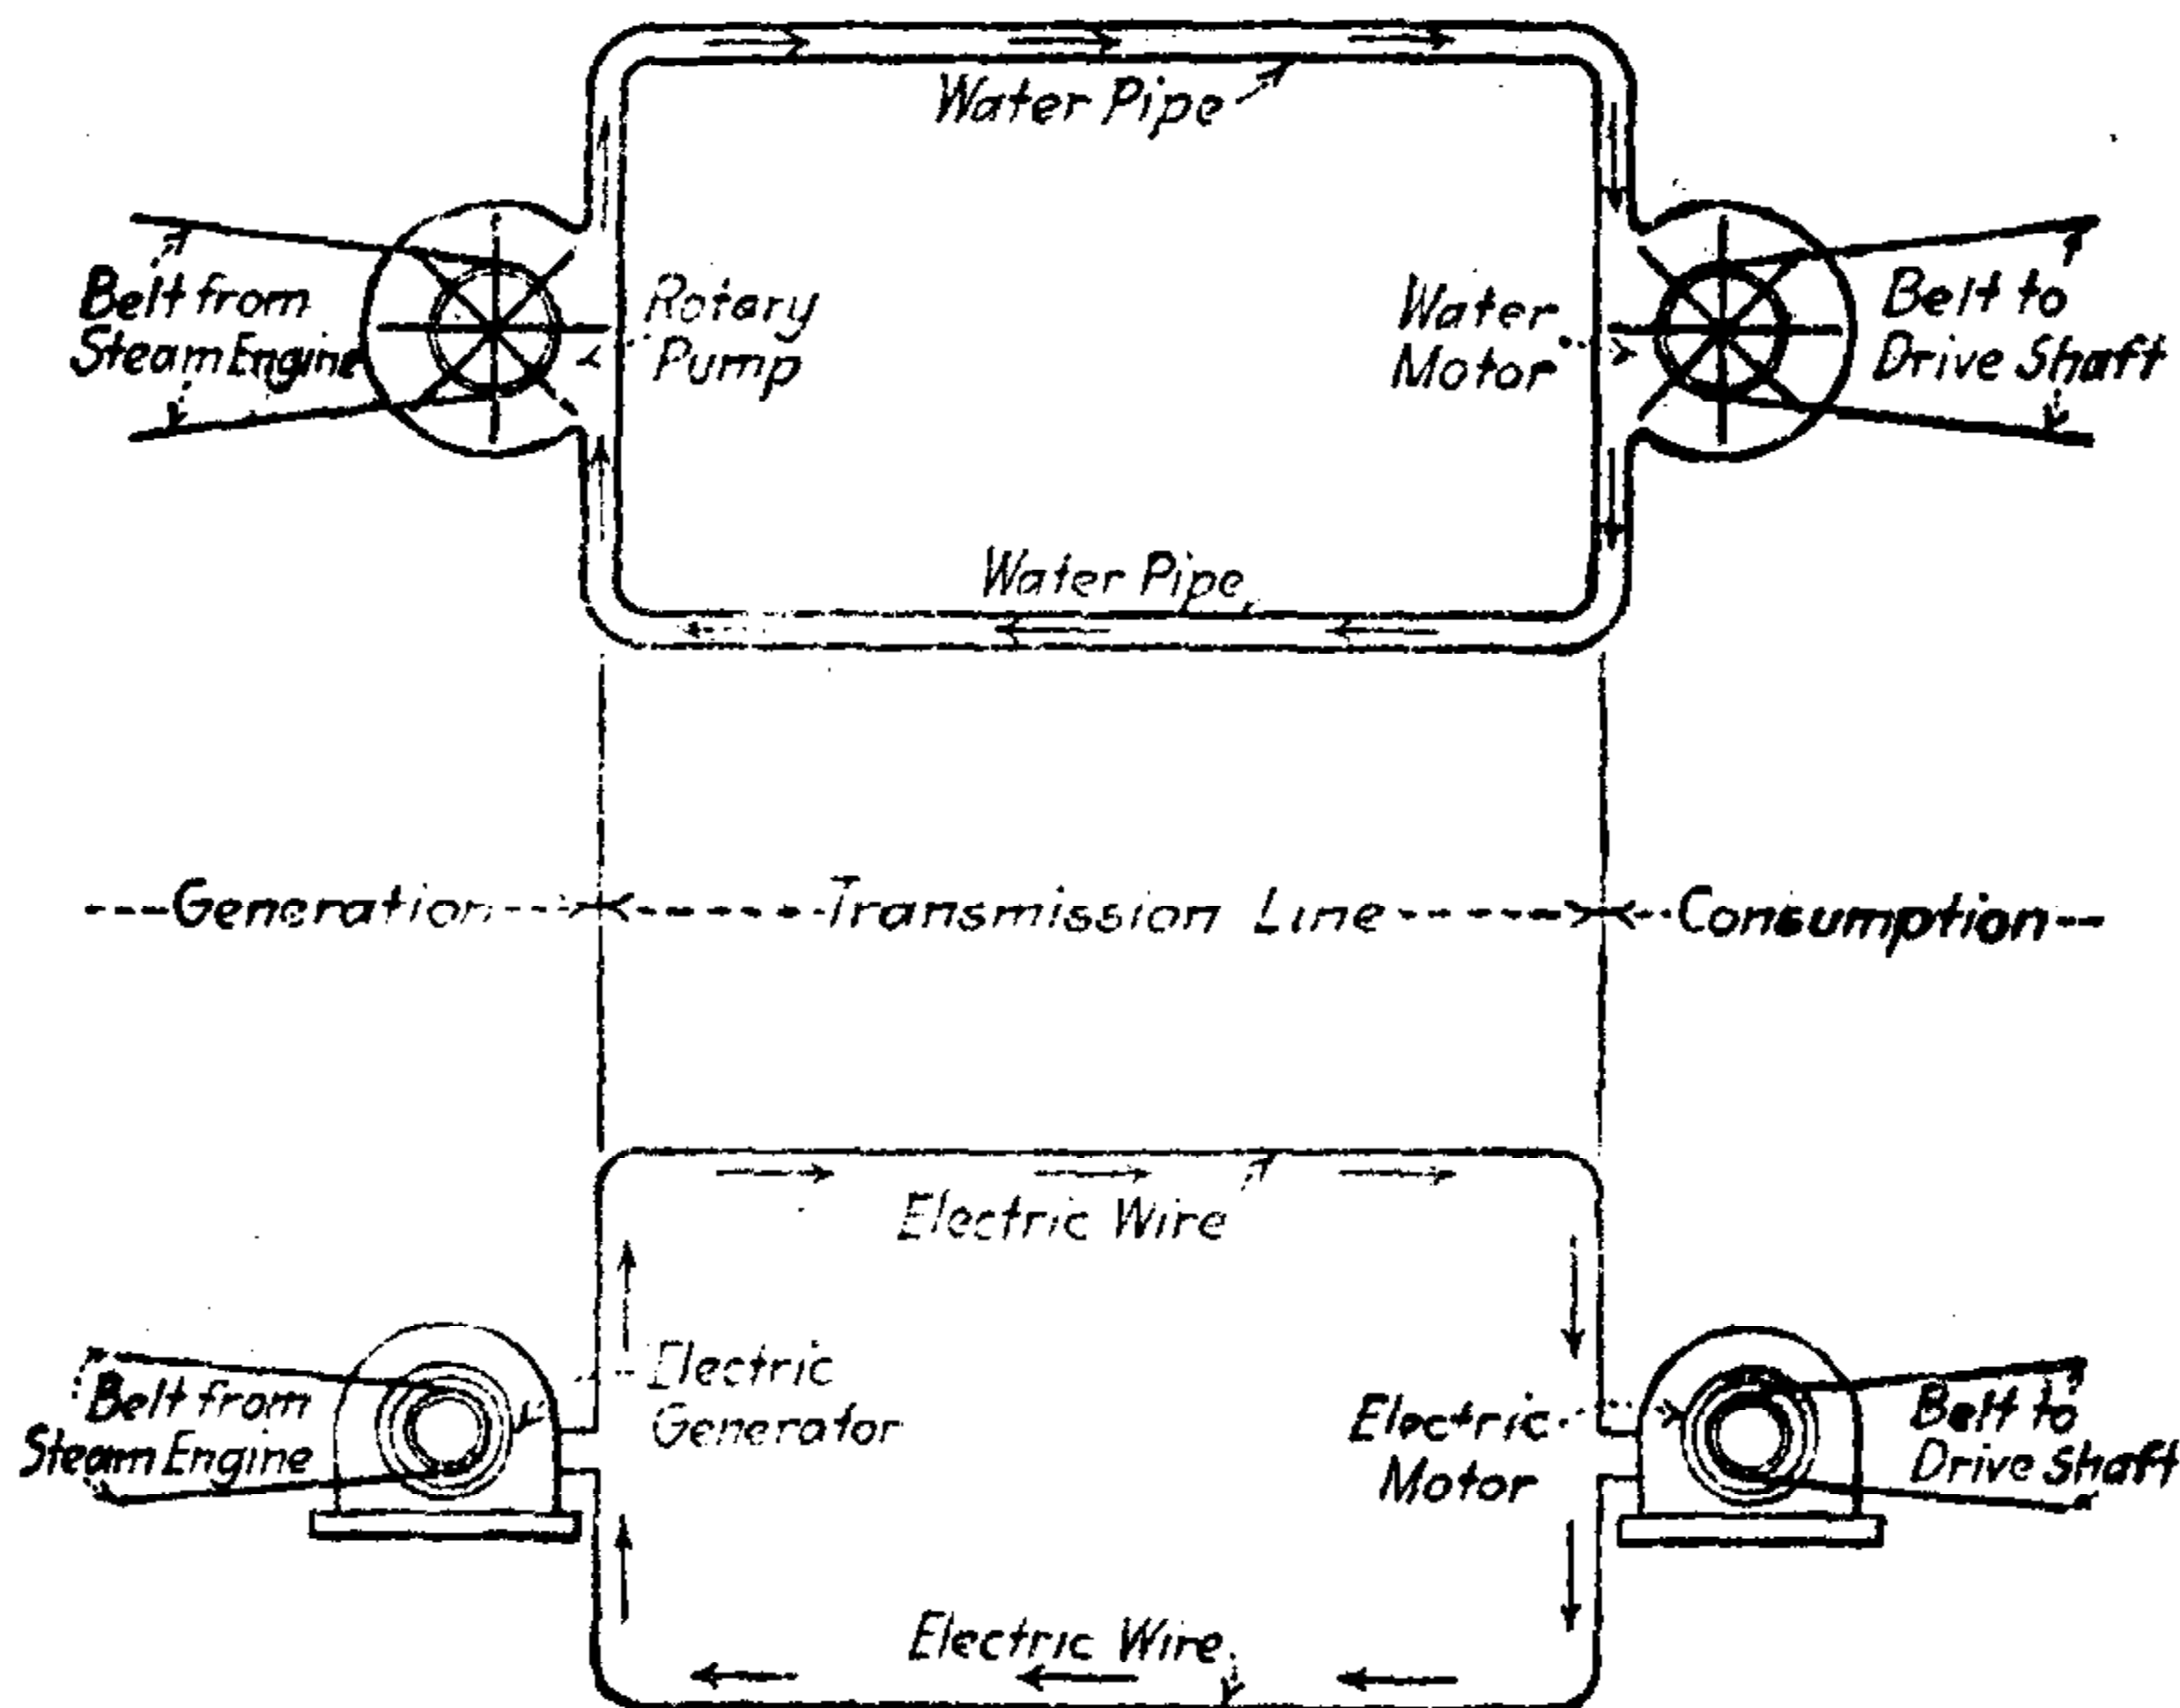 Water Pipe
Belt from
Steam Engine
Rotary
Pump
Water
Motor
Belt to
Drive Shaft
Water Pipe
Generation
Transmission Line
Consumption
Electric Wire
Belt from
Steam Engine
Electric
Generator
Electric
Motor
Belt to
Drive shaft
Electric Wire